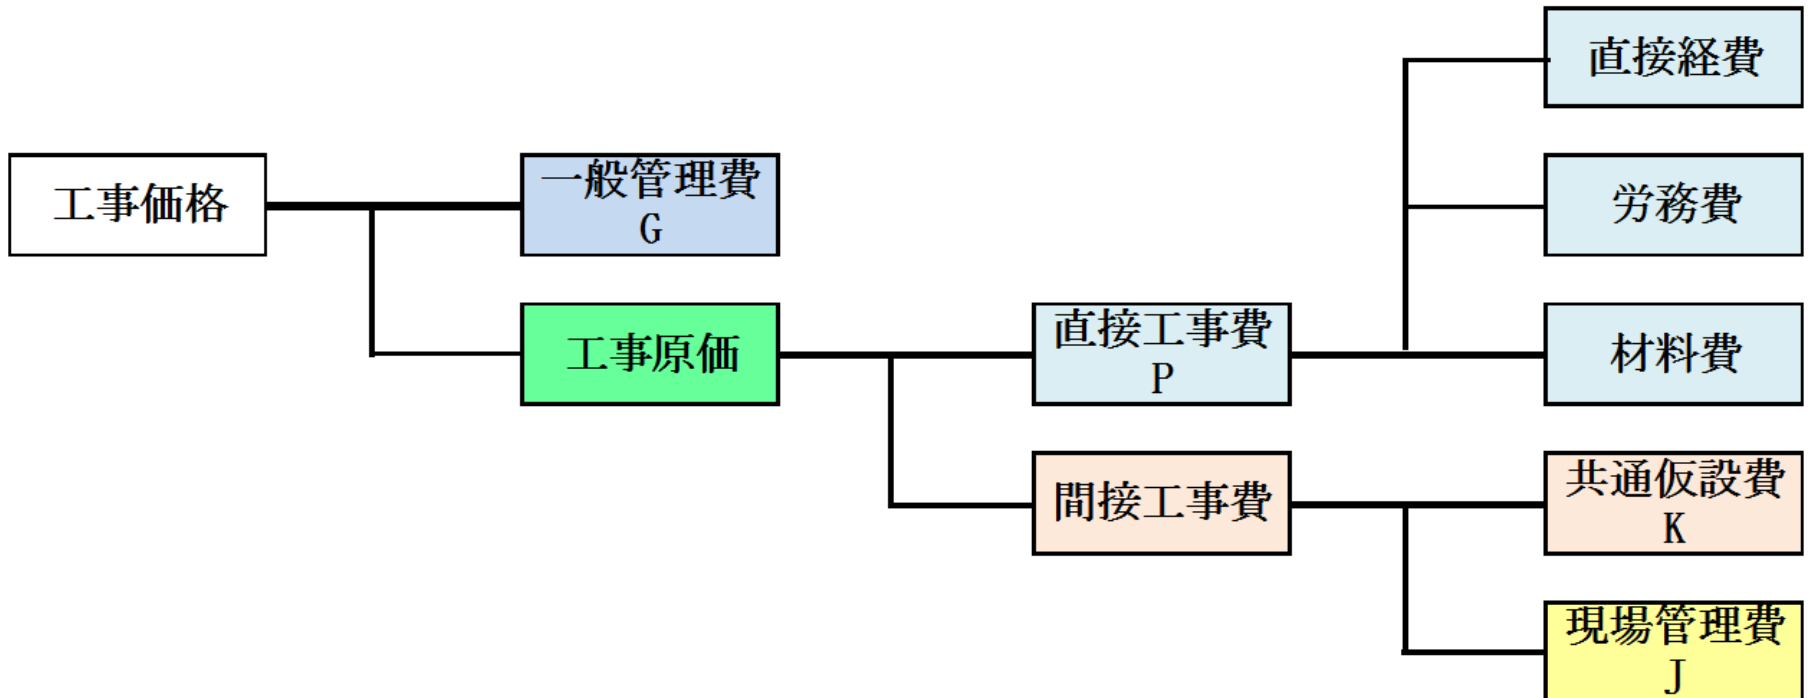 直接経費
工事価格
一般管理費
G
労務費
工事原価
直接工事費
P
材料費
間接工事費
共通仮設費
K
現場管理費
J